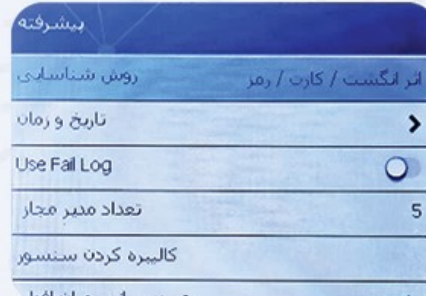 پیشرفته
روش شناسایی اثر انگشت / کارت / رمز
تاریخ و زمان
Use Fail Log
تعداد مدیر مجاز 5
کالیبره کردن سنسور